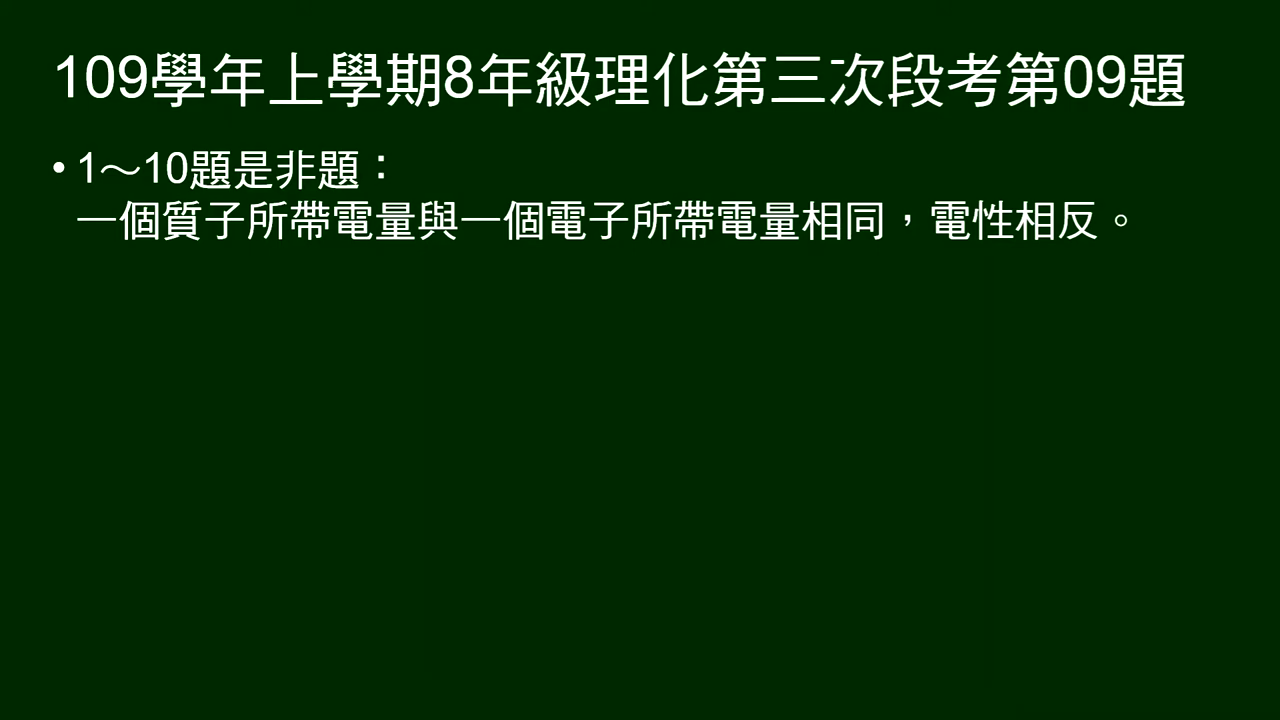 109學年上學期8年級理化第三次段考第09題
• 1～10題是非題：
一個質子所帶電量與一個電子所帶電量相同，電性相反。